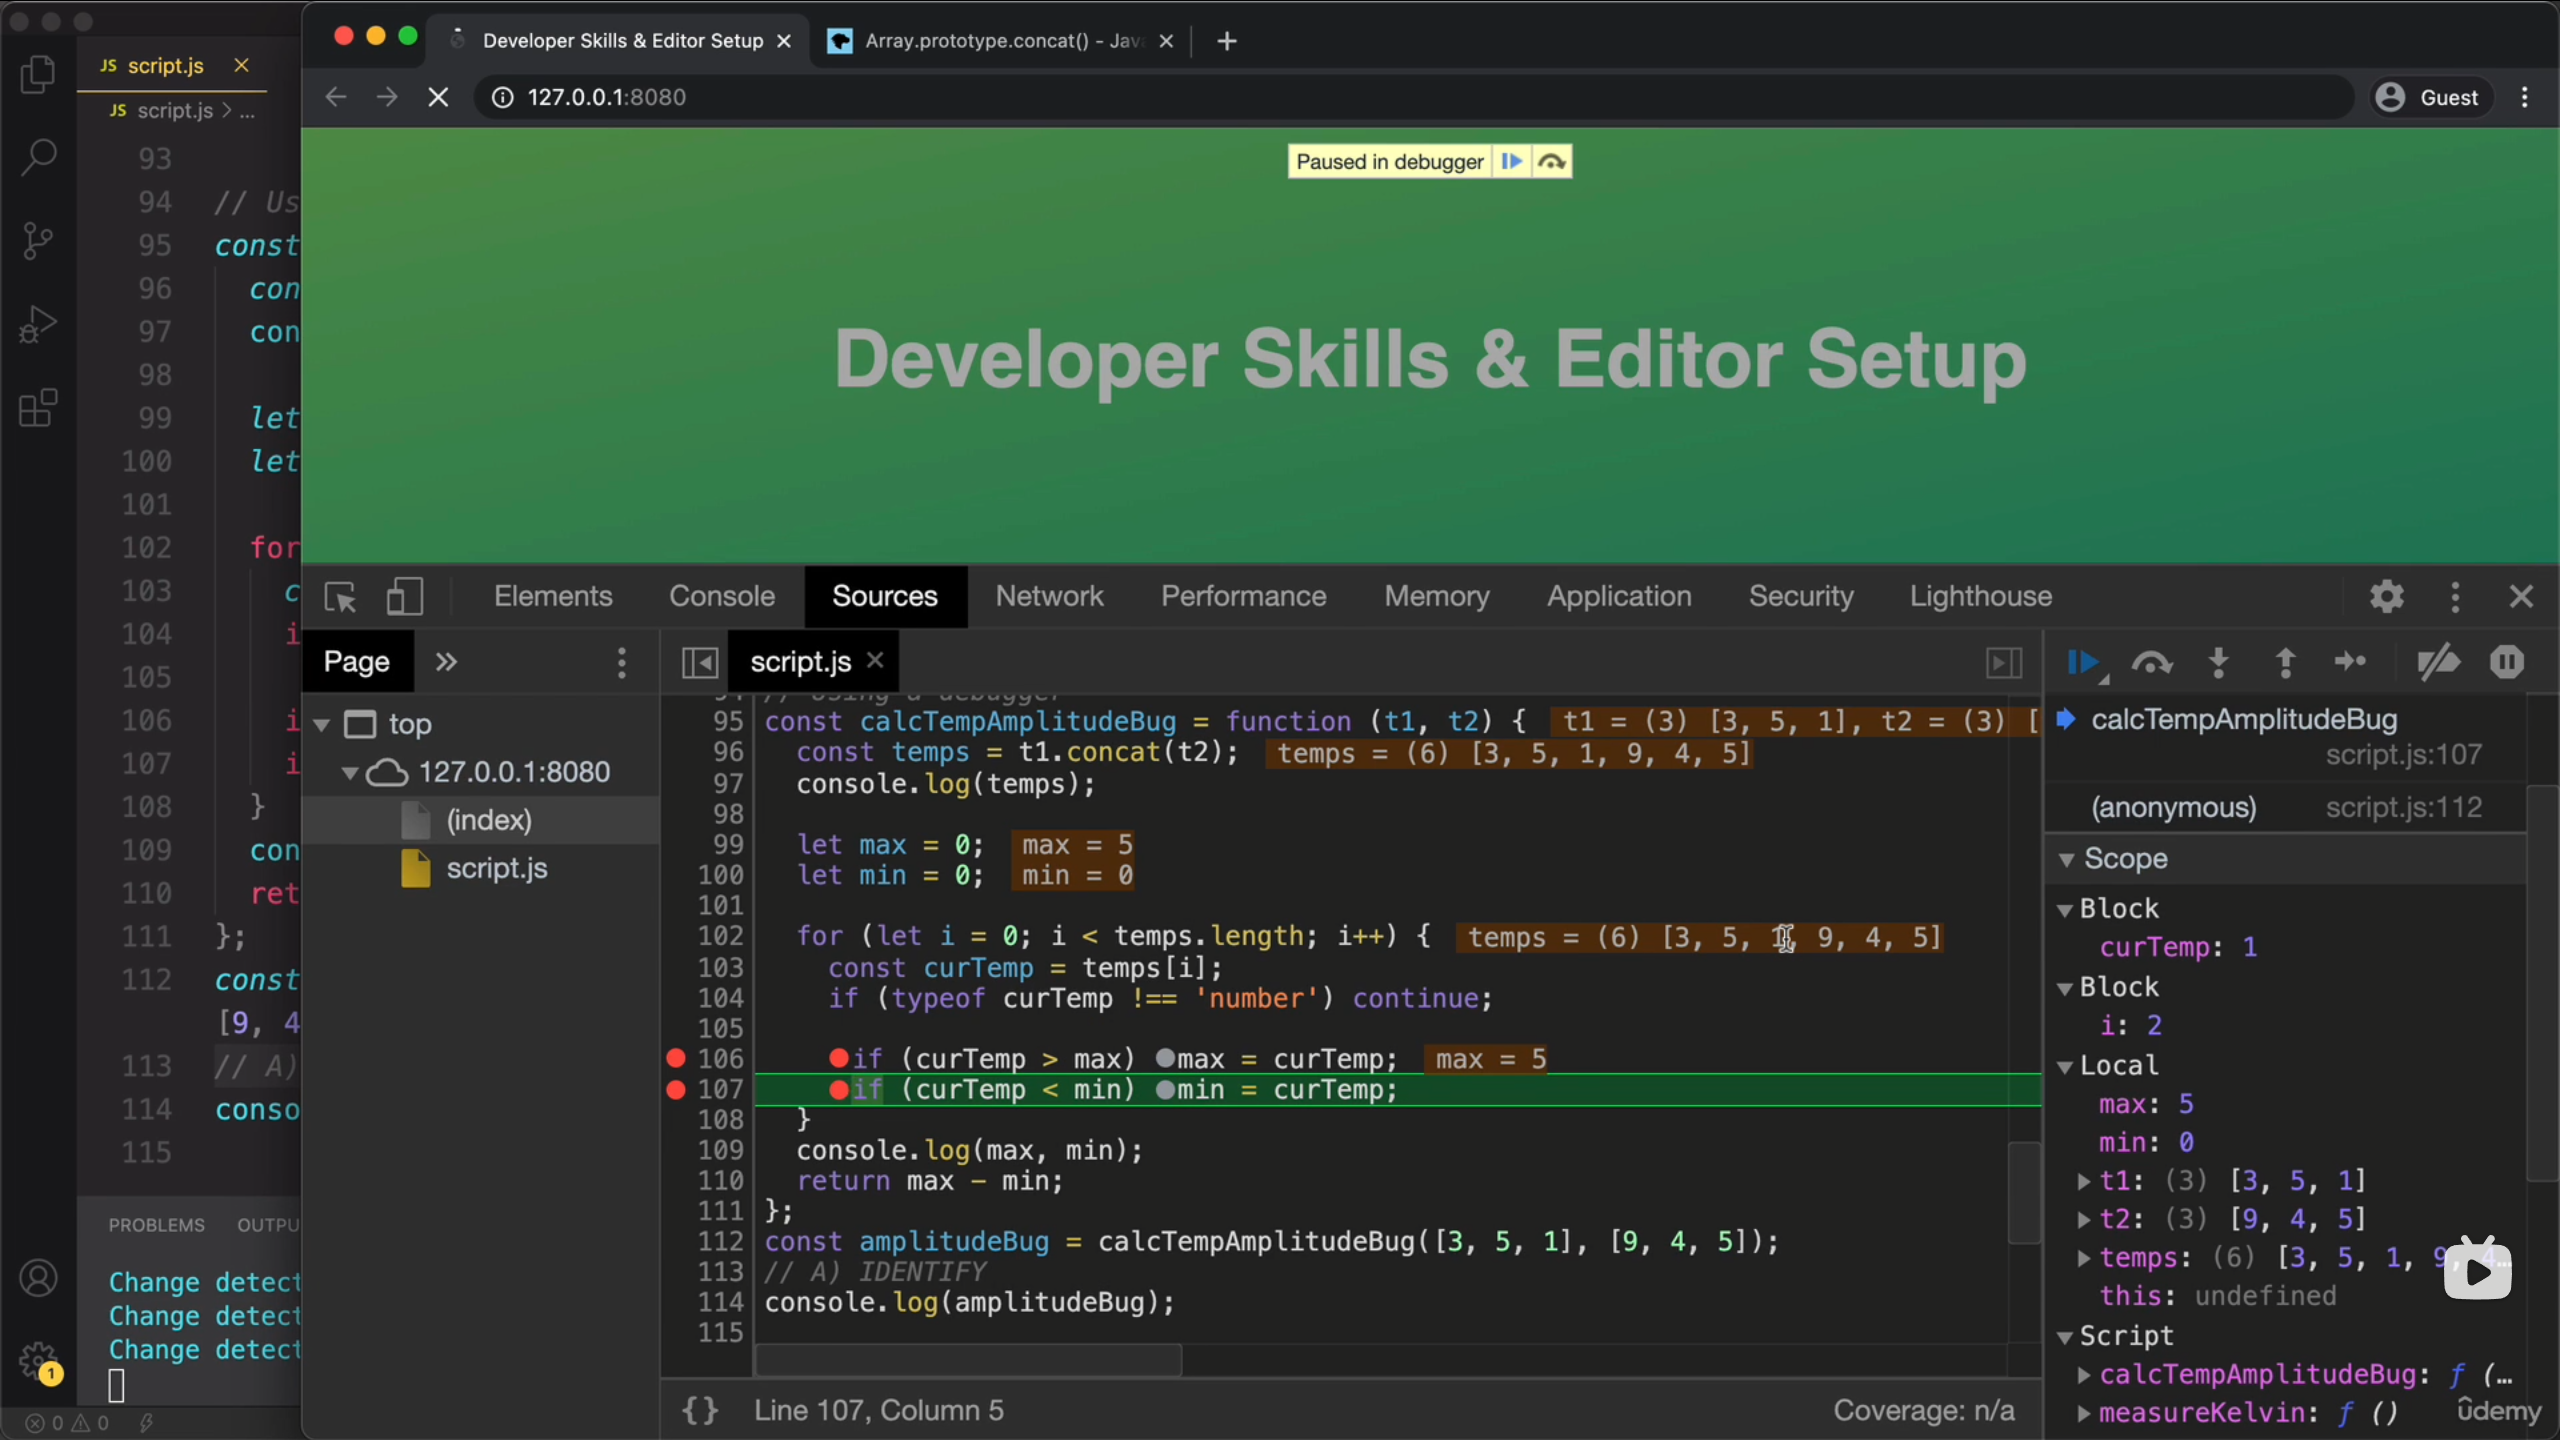 JS script.js
JS script.js > ...
93
94 // Us
95 const
96 con
97 con
98
99 let
100 let
101
102 for
103 c
104 i
105
106 i
107 i
108 }
109 con
110 ret
111 };
112 const
[9, 4
113 // A)
114 conso
115
PROBLEMS OUTPU
Change detect
Change detect
Change detect
1
0 0
Developer Skills & Editor Setup
Array.prototype.concat() - Jav
127.0.0.1:8080
Guest
Paused in debugger
Developer Skills & Editor Setup
Elements Console Sources Network Performance Memory Application Security Lighthouse
Page »
top
127.0.0.1:8080
(index)
script.js
script.js
94 // Using a debugger
95 const calcTempAmplitudeBug = function (t1, t2) { t1 = (3) [3, 5, 1], t2 = (3) [
96 const temps = t1.concat(t2); temps = (6) [3, 5, 1, 9, 4, 5]
97 console.log(temps);
98
99 let max = 0; max = 5
100 let min = 0; min = 0
101
102 for (let i = 0; i < temps.length; i++) { temps = (6) [3, 5, 1, 9, 4, 5]
103 const curTemp = temps[i];
104 if (typeof curTemp !== 'number') continue;
105
106 if (curTemp > max) max = curTemp; max = 5
107 if (curTemp < min) min = curTemp;
108 }
109 console.log(max, min);
110 return max - min;
111 };
112 const amplitudeBug = calcTempAmplitudeBug([3, 5, 1], [9, 4, 5]);
113 // A) IDENTIFY
114 console.log(amplitudeBug);
115
{} Line 107, Column 5
Coverage: n/a
calcTempAmplitudeBug
script.js:107
(anonymous) script.js:112
Scope
Block
curTemp: 1
Block
i: 2
Local
max: 5
min: 0
t1: (3) [3, 5, 1]
t2: (3) [9, 4, 5]
temps: (6) [3, 5, 1, 9, 4…
this: undefined
Script
calcTempAmplitudeBug: ƒ (…
measureKelvin: ƒ ()
ûdemy